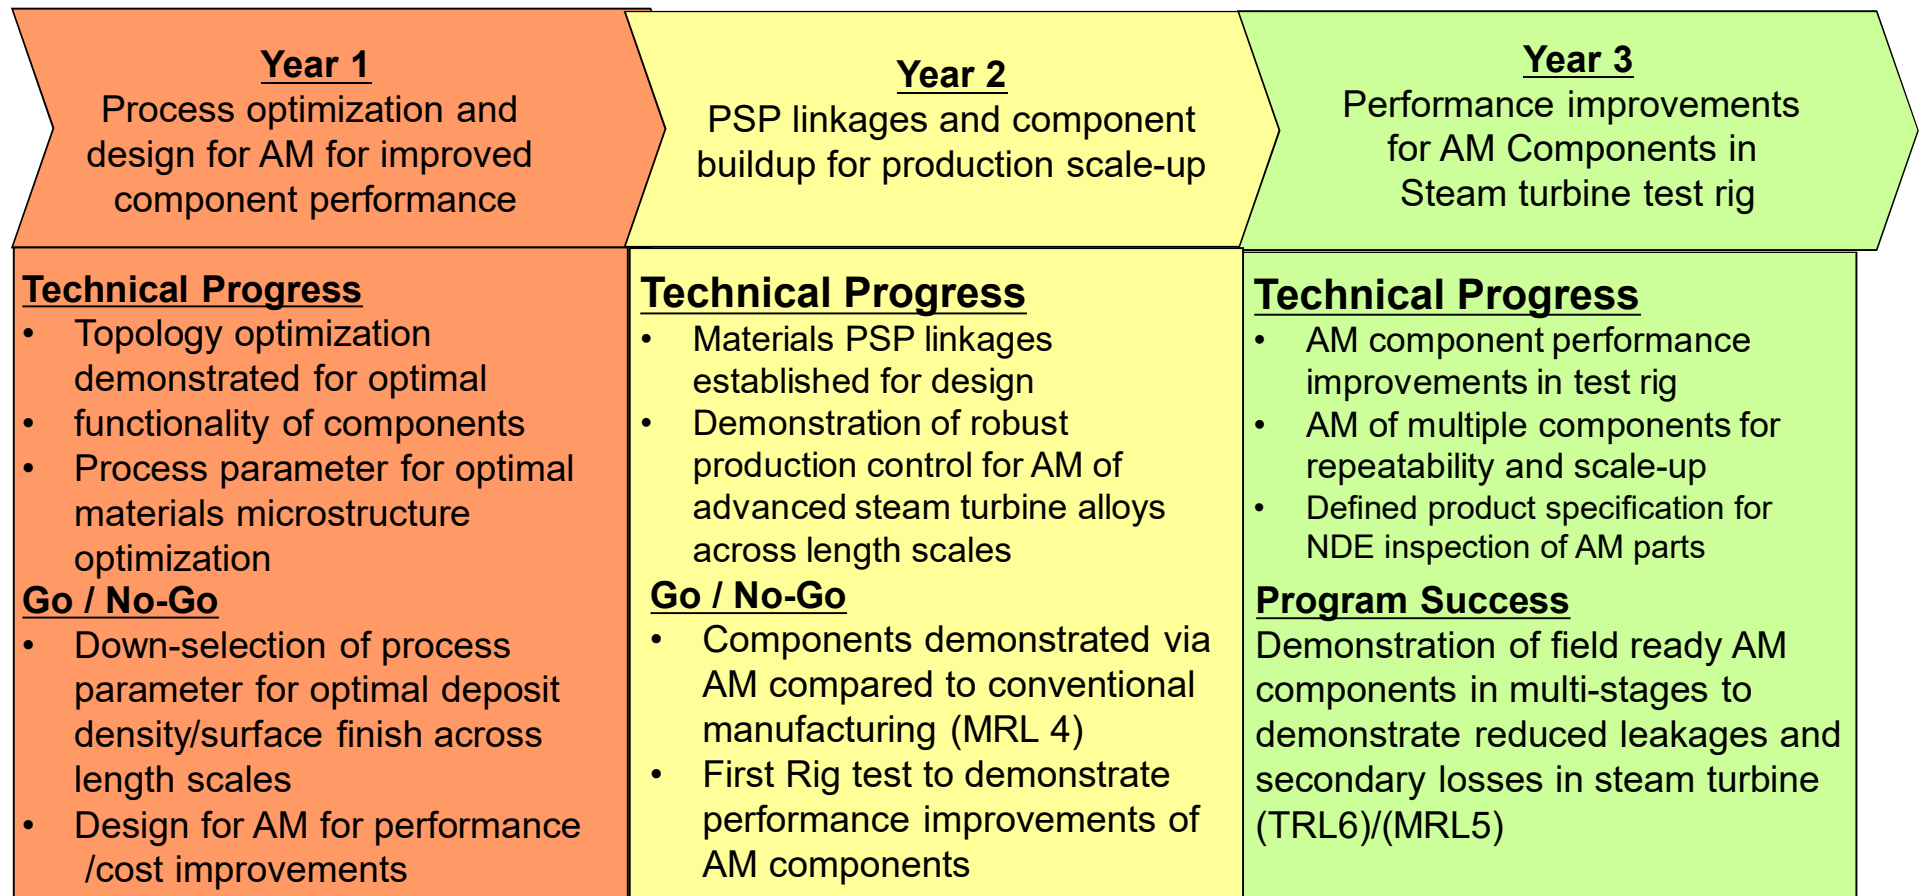 Year 1
Process optimization and
design for AM for improved
component performance
Year 2
PSP linkages and component
buildup for production scale-up
Year 3
Performance improvements
for AM Components in
Steam turbine test rig
Technical Progress
• Topology optimization
demonstrated for optimal
• functionality of components
• Process parameter for optimal
materials microstructure
optimization
Go / No-Go
• Down-selection of process
parameter for optimal deposit
density/surface finish across
length scales
• Design for AM for performance
/cost improvements
Technical Progress
• Materials PSP linkages
established for design
• Demonstration of robust
production control for AM of
advanced steam turbine alloys
across length scales
Go / No-Go
• Components demonstrated via
AM compared to conventional
manufacturing (MRL 4)
• First Rig test to demonstrate
performance improvements of
AM components
Technical Progress
• AM component performance
improvements in test rig
• AM of multiple components for
repeatability and scale-up
• Defined product specification for
NDE inspection of AM parts
Program Success
Demonstration of field ready AM
components in multi-stages to
demonstrate reduced leakages and
secondary losses in steam turbine
(TRL6)/(MRL5)